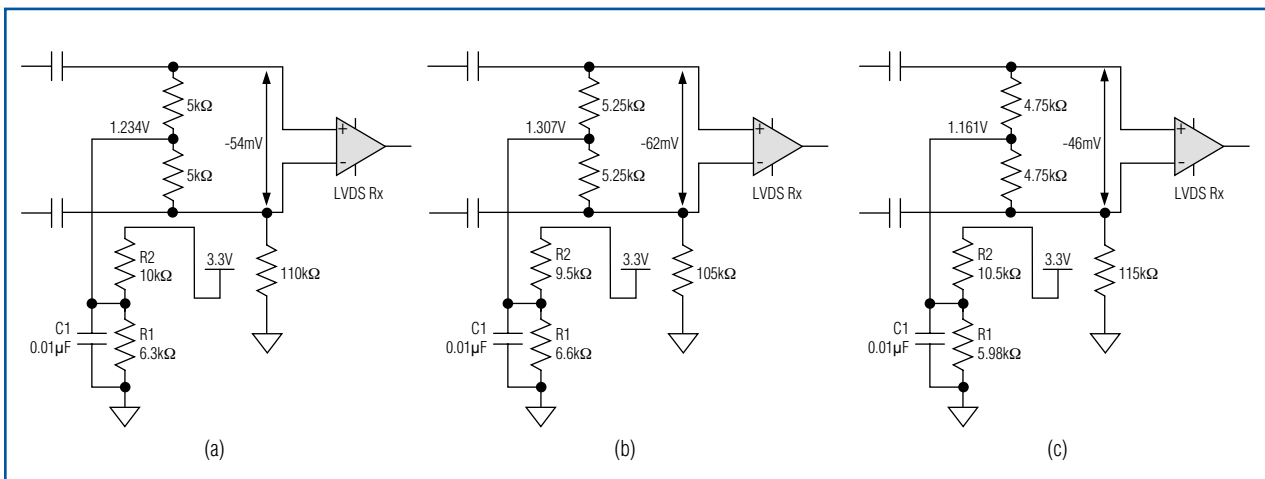 5kΩ
1.234V
-54mV
+
-
5kΩ
LVDS Rx
R2
10kΩ
3.3V
110kΩ
C1
0.01µF
R1
6.3kΩ
(a)
5.25kΩ
1.307V
-62mV
+
-
5.25kΩ
LVDS Rx
R2
9.5kΩ
3.3V
105kΩ
C1
0.01µF
R1
6.6kΩ
(b)
4.75kΩ
1.161V
-46mV
+
-
4.75kΩ
LVDS Rx
R2
10.5kΩ
3.3V
115kΩ
C1
0.01µF
R1
5.98kΩ
(c)